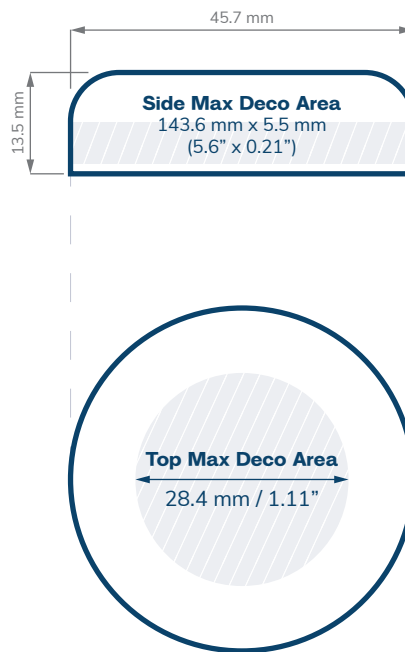 45.7 mm
13.5 mm
Side Max Deco Area
143.6 mm x 5.5 mm
(5.6” x 0.21”)
Top Max Deco Area
28.4 mm / 1.11”